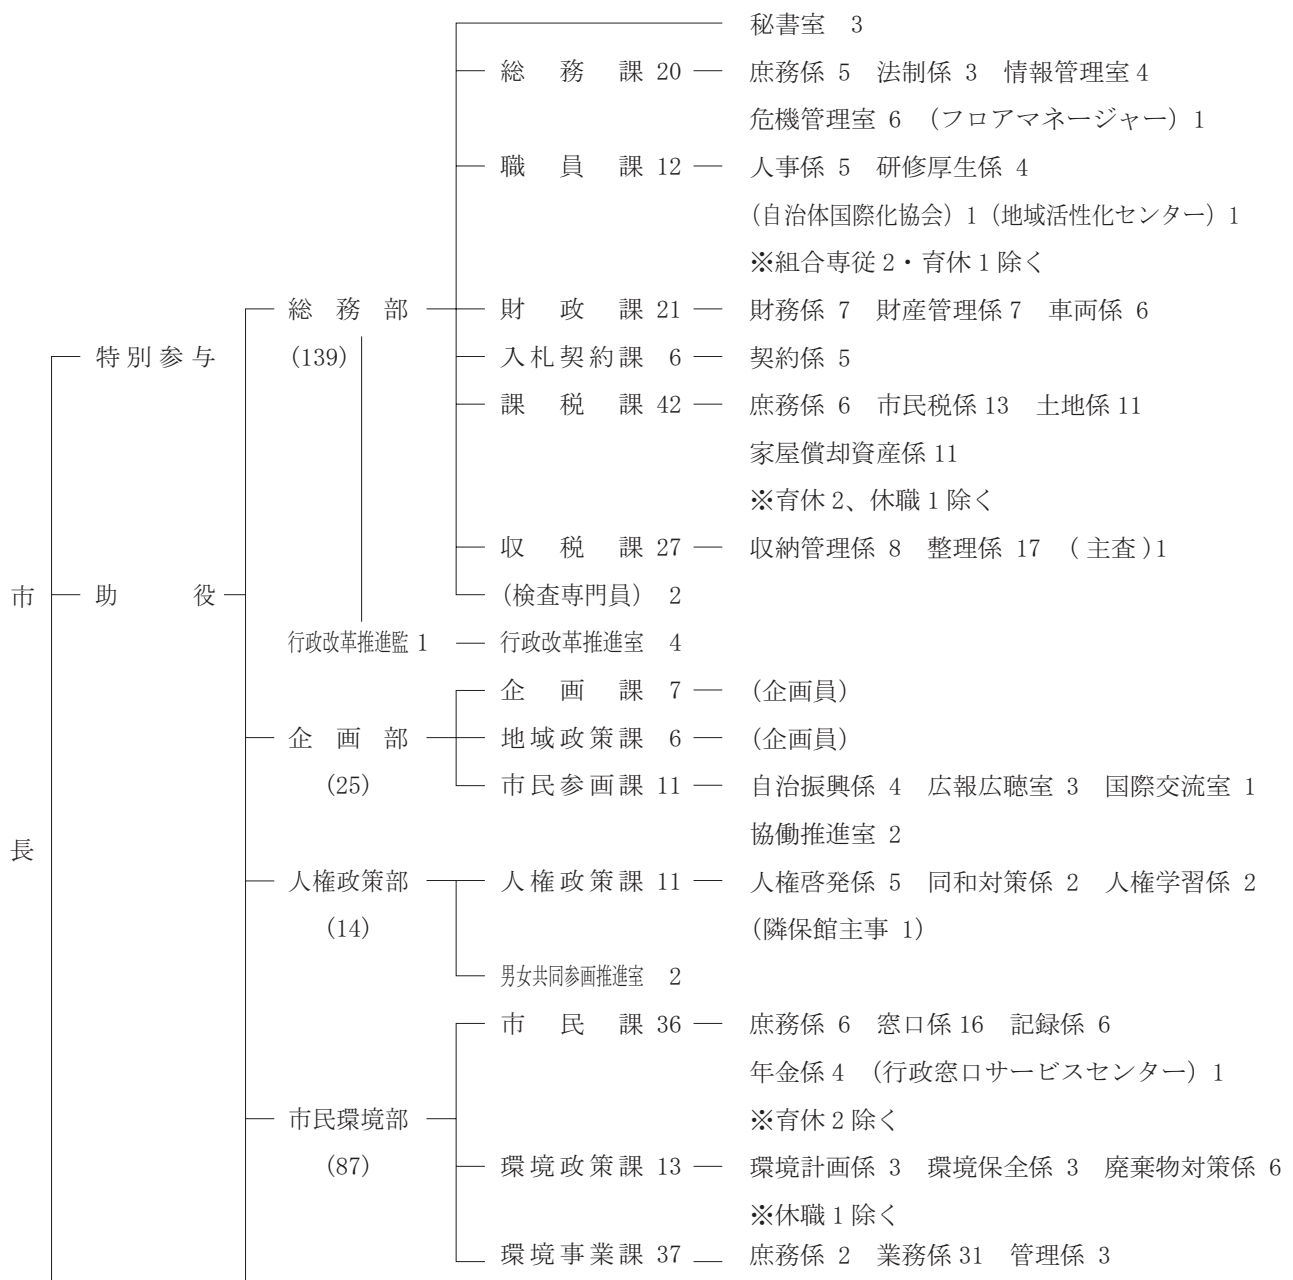 秘書室 3
総務課 20 庶務係 5 法制係 3 情報管理室 4
危機管理室 6 (フロアマネージャー) 1
職員課 12 人事係 5 研修厚生係 4
(自治体国際化協会) 1 (地域活性化センター) 1
※組合専従 2・育休 1 除く
総務部 財政課 21 財務係 7 財産管理係 7 車両係 6
特別参与 (139) 入札契約課 6 契約係 5
課税課 42 庶務係 6 市民税係 13 土地係 11
家屋償却資産係 11
※育休 2、休職 1 除く
収税課 27 収納管理係 8 整理係 17 (主査) 1
市長 助役 (検査専門員) 2
行政改革推進監 1 行政改革推進室 4
企画課 7 (企画員)
企画部 地域政策課 6 (企画員)
(25) 市民参画課 11 自治振興係 4 広報広聴室 3 国際交流室 1
協働推進室 2
人権政策部 人権政策課 11 人権啓発係 5 同和対策係 2 人権学習係 2
(14) (隣保館主事 1)
男女共同参画推進室 2
市民課 36 庶務係 6 窓口係 16 記録係 6
年金係 4 (行政窓口サービスセンター) 1
市民環境部 ※育休 2 除く
(87) 環境政策課 13 環境計画係 3 環境保全係 3 廃棄物対策係 6
※休職 1 除く
環境事業課 37 庶務係 2 業務係 31 管理係 3